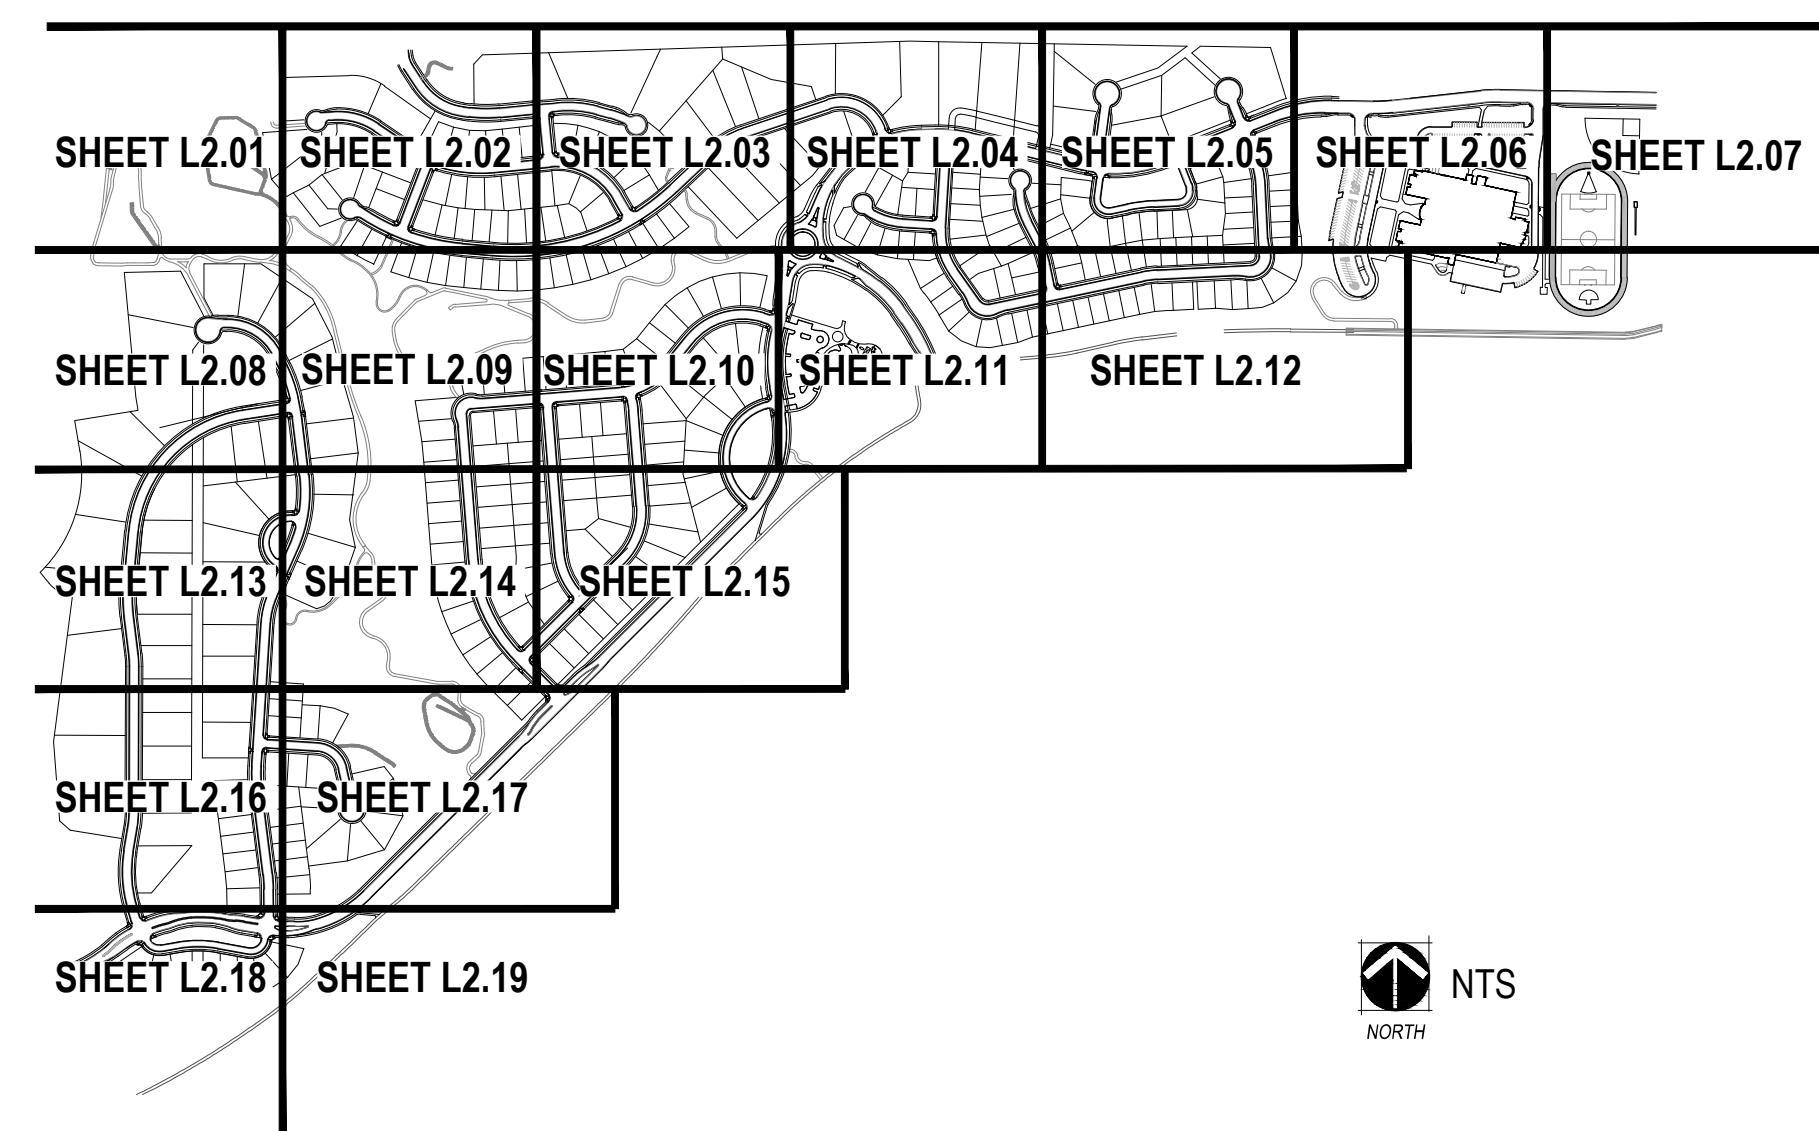 SHEET L2.01
SHEET L2.02
SHEET L2.03
SHEET L2.04
SHEET L2.05
SHEET L2.06
SHEET L2.07
SHEET L2.08
SHEET L2.09
SHEET L2.10
SHEET L2.11
SHEET L2.12
SHEET L2.13
SHEET L2.14
SHEET L2.15
SHEET L2.16
SHEET L2.17
SHEET L2.18
SHEET L2.19
NTS
NORTH